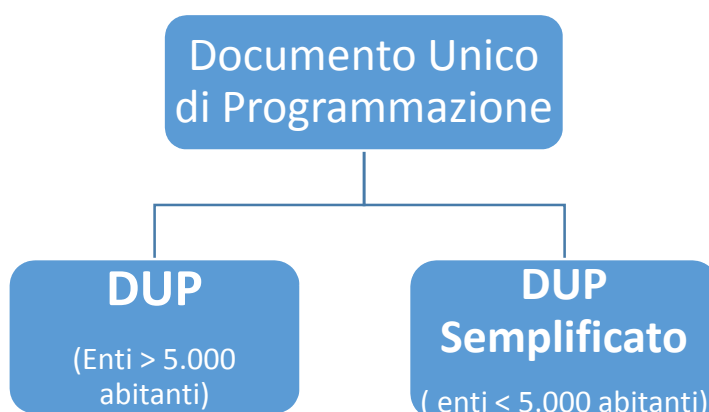 Documento Unico
di Programmazione
DUP
(Enti > 5.000
abitanti)
DUP
Semplificato
( enti < 5.000 abitanti)